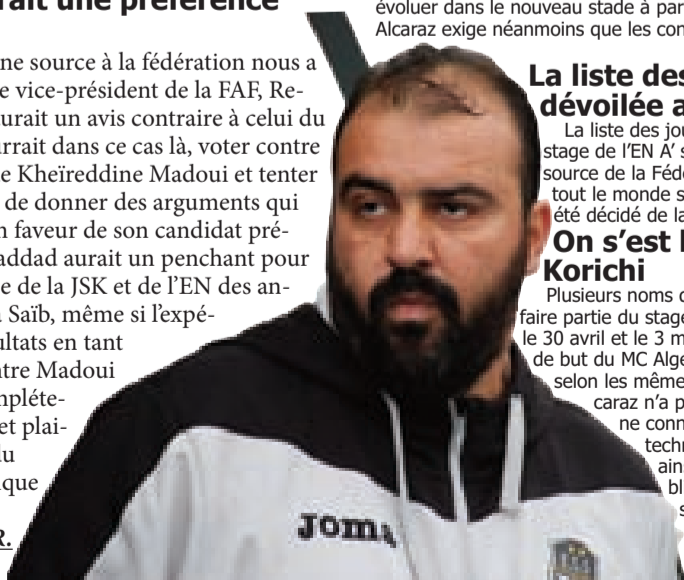 rait une préférence
ne source à la fédération nous a
e vice-président de la FAF, Re-
urait un avis contraire à celui du
rrait dans ce cas là, voter contre
e Kheïreddine Madoui et tenter
de donner des arguments qui
n faveur de son candidat pré-
addad aurait un penchant pour
e de la JSK et de l'EN des an-
Saïb, même si l'expé-
ultats en tant
ntre Madoui
mpléte-
et plai-
du
que
R.
évoluer dans le nouveau stade à par
Alcaraz exige néanmoins que les con
La liste des
dévoilée a
La liste des jou
stage de l'EN A' s
source de la Féd
tout le monde s
été décidé de la
On s'est
Korichi
Plusieurs noms
faire partie du stage
le 30 avril et le 3 m
de but du MC Alge
selon les même
caraz n'a p
ne conn
techn
ain
bl
s
joma